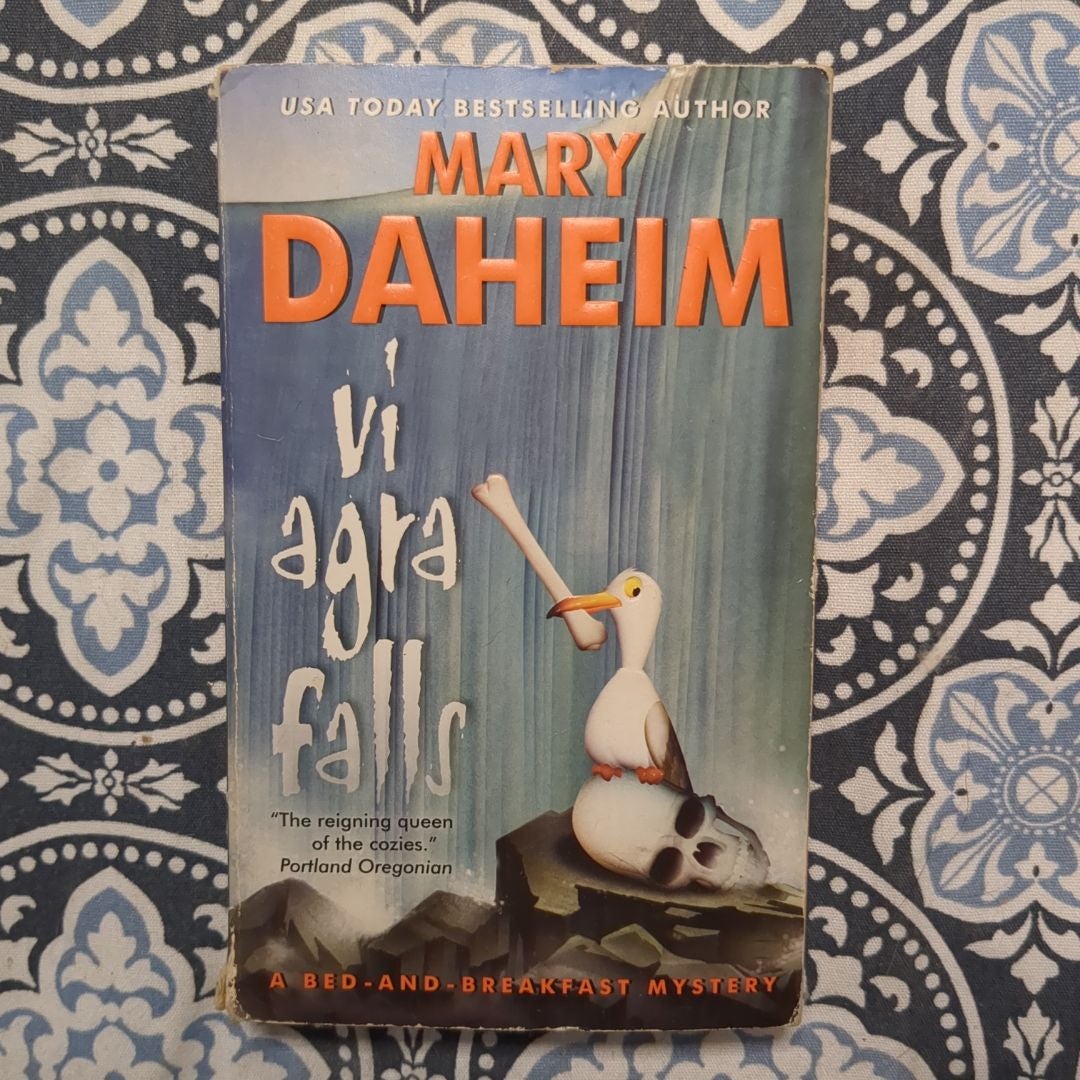 USA TODAY BESTSELLING AUTHOR
MARY
DAHEIM
vi
agra
falls
"The reigning queen
of the cozies."
Portland Oregonian
A BED-AND-BREAKFAST MYSTERY